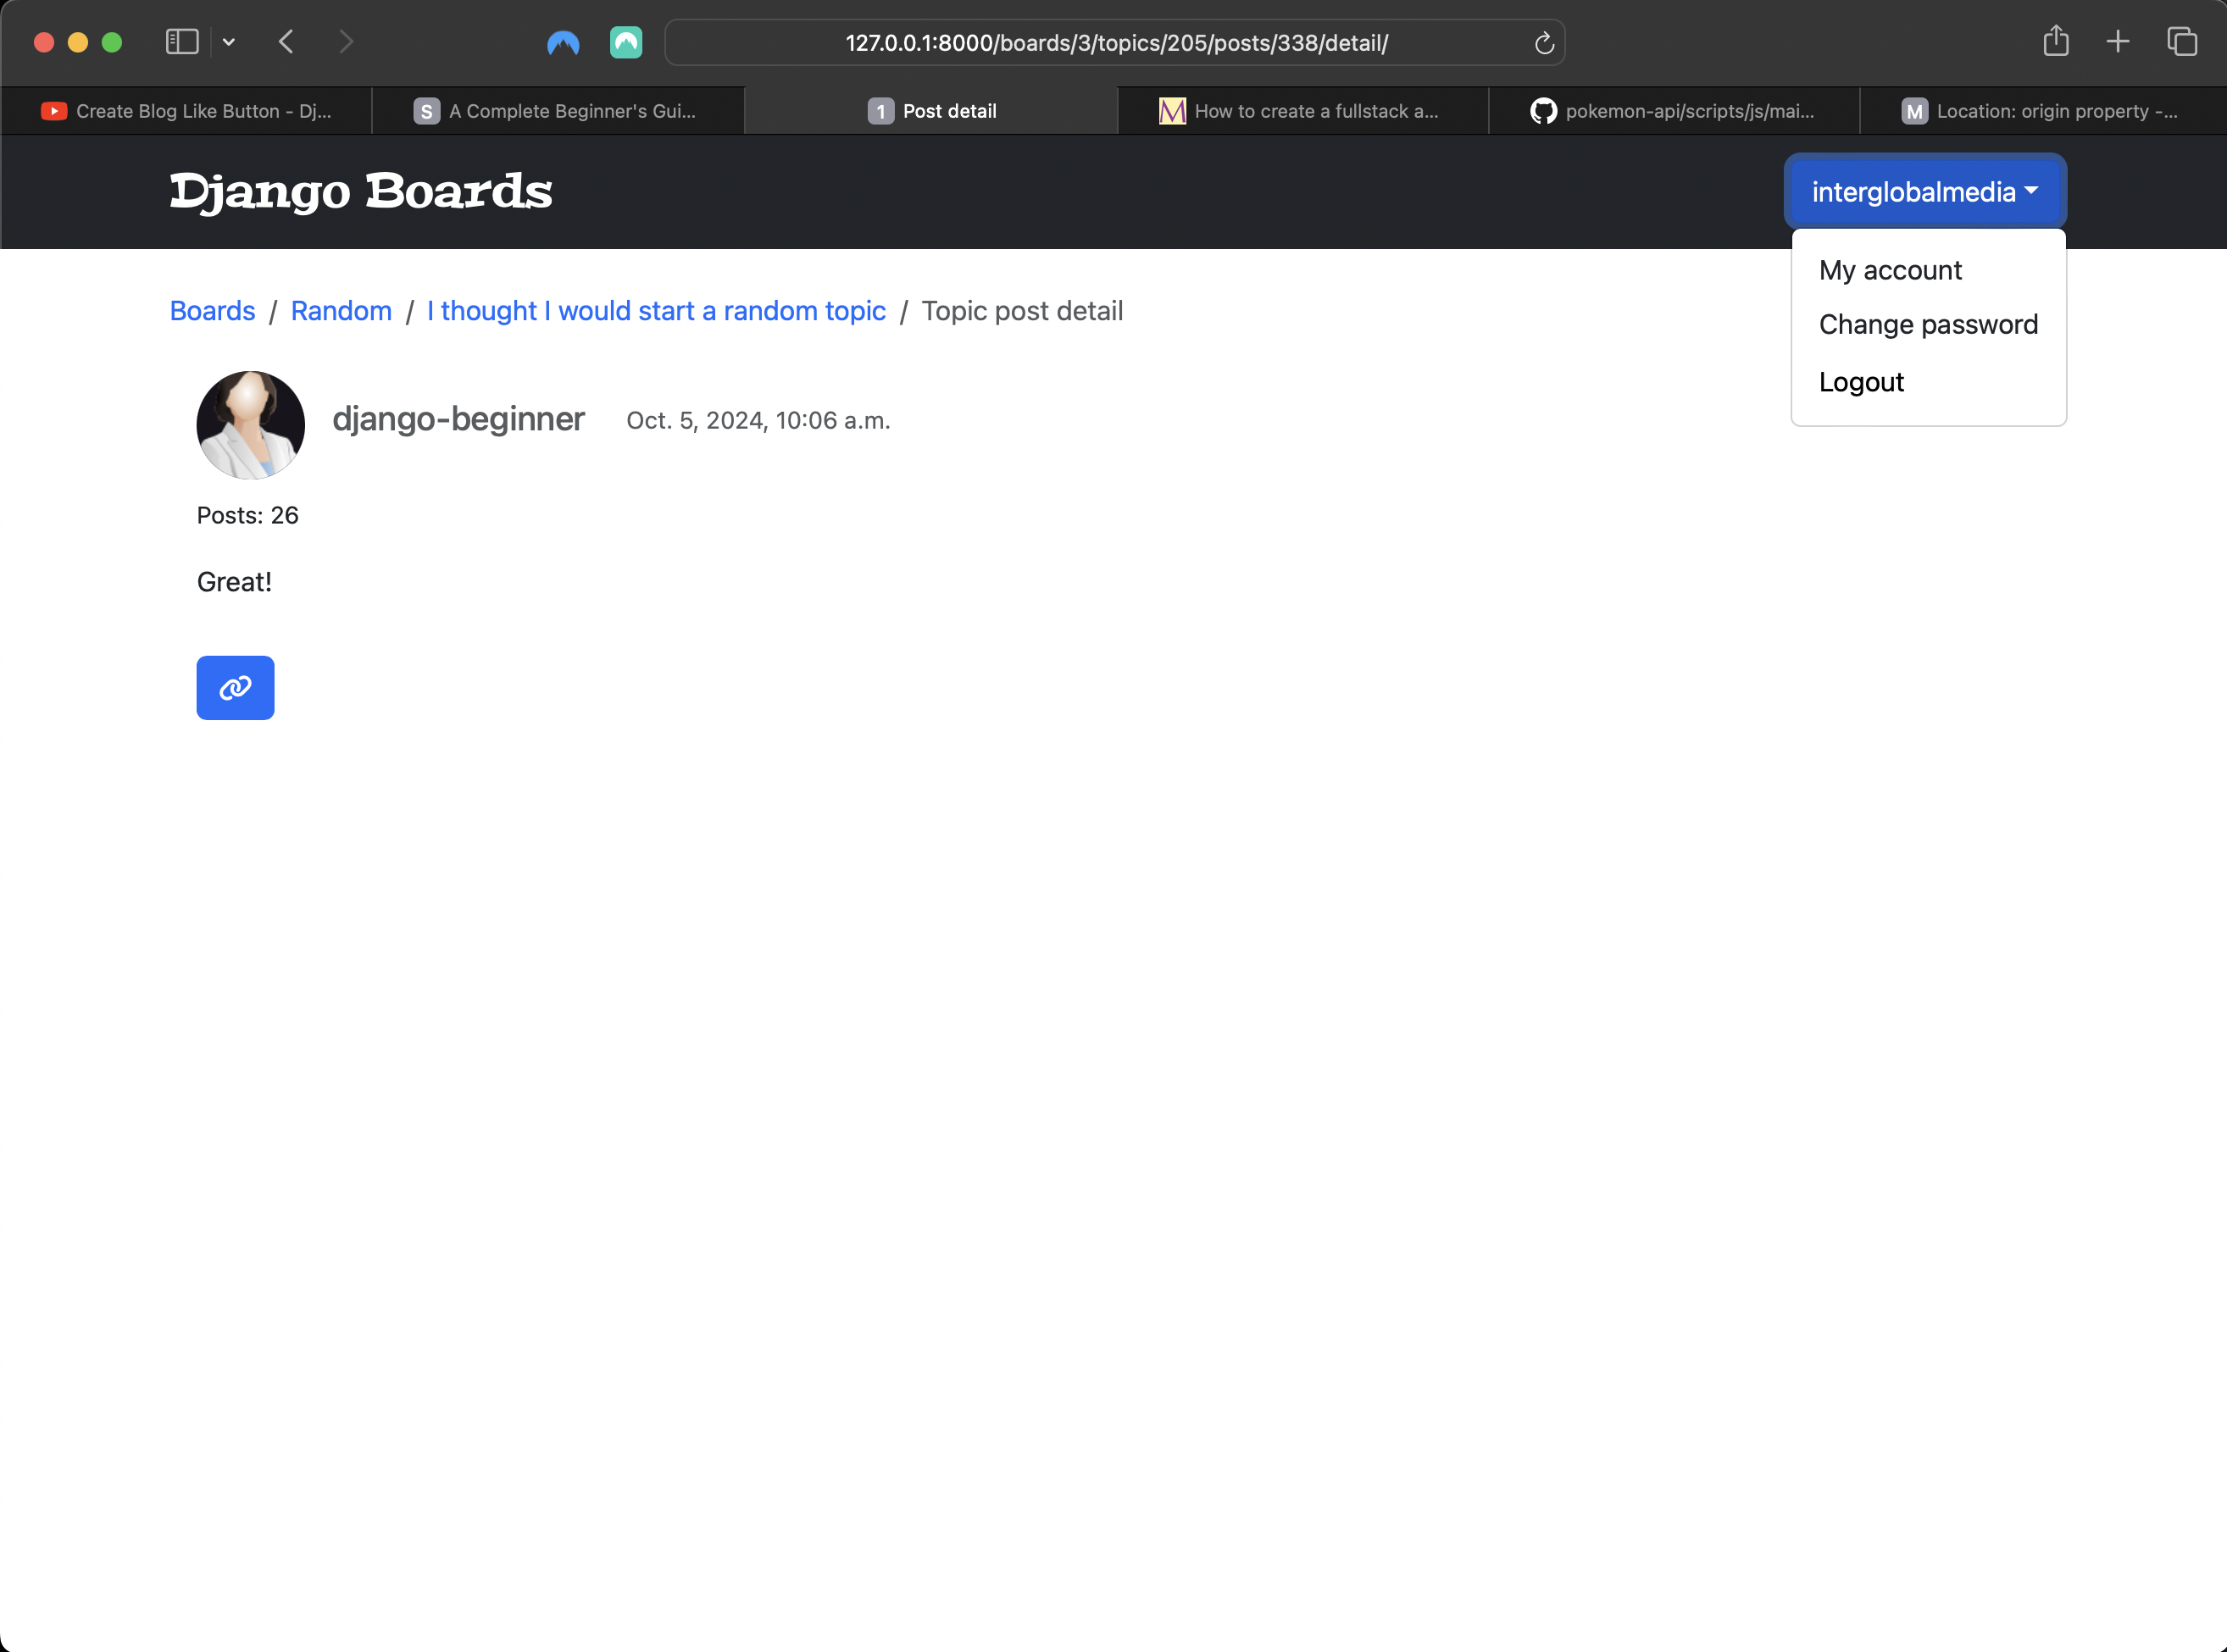 127.0.0.1:8000/boards/3/topics/205/posts/338/detail/
Create Blog Like Button - Dj...
S A Complete Beginner's Gui...
1 Post detail
M How to create a fullstack a...
pokemon-api/scripts/js/mai...
M Location: origin property -...
Django Boards
interglobalmedia
My account
Change password
Logout
Boards / Random / I thought I would start a random topic / Topic post detail
django-beginner Oct. 5, 2024, 10:06 a.m.
Posts: 26
Great!